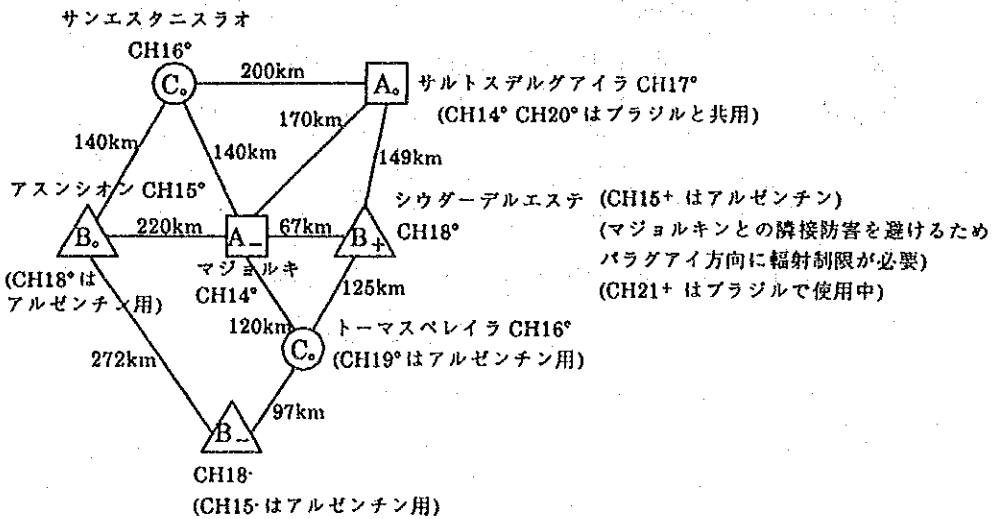 サンエスタニスラオ
CH16°
C₀
200km
A₀
サルトスデルグアイラ CH17°
(CH14° CH20°はブラジルと共用)
170km
140km
140km
149km
アスンシオン CH15°
シウダーデルエステ
(CH15+ はアルゼンチン)
B₀
220km
A−
67km
B+
CH18°
(マジョルキンとの隣接防害を避けるため
パラグアイ方向に輻射制限が必要)
(CH21+ はブラジルで使用中)
マジョルキ
CH14°
(CH18°は
アルゼンチン用)
125km
120km
トーマスペレイラ CH16°
C₀
(CH19°はアルゼンチン用)
272km
97km
B−
CH18-
(CH15-はアルゼンチン用)